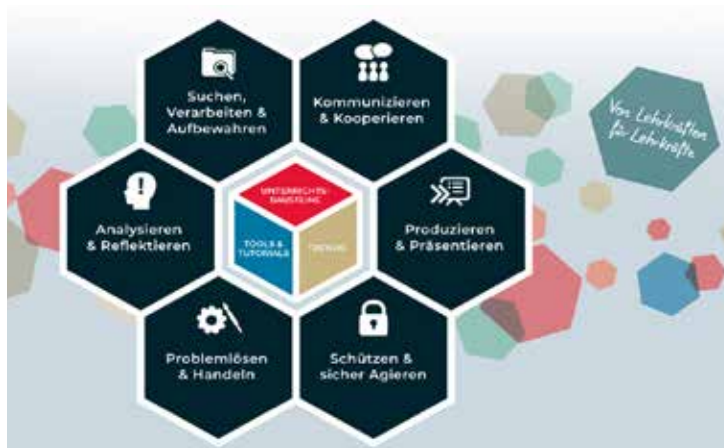 Suchen,
Verarbeiten &
Aufbewahren
Kommunizieren
& Kooperieren
Von Lehrkräften
für Lehrkräfte
Analysieren
& Reflektieren
UNTERRICHTS-
BAUSTEINE
TOOLS &
TUTORIALS
Produzieren
& Präsentieren
Problemlösen
& Handeln
Schützen &
sicher Agieren